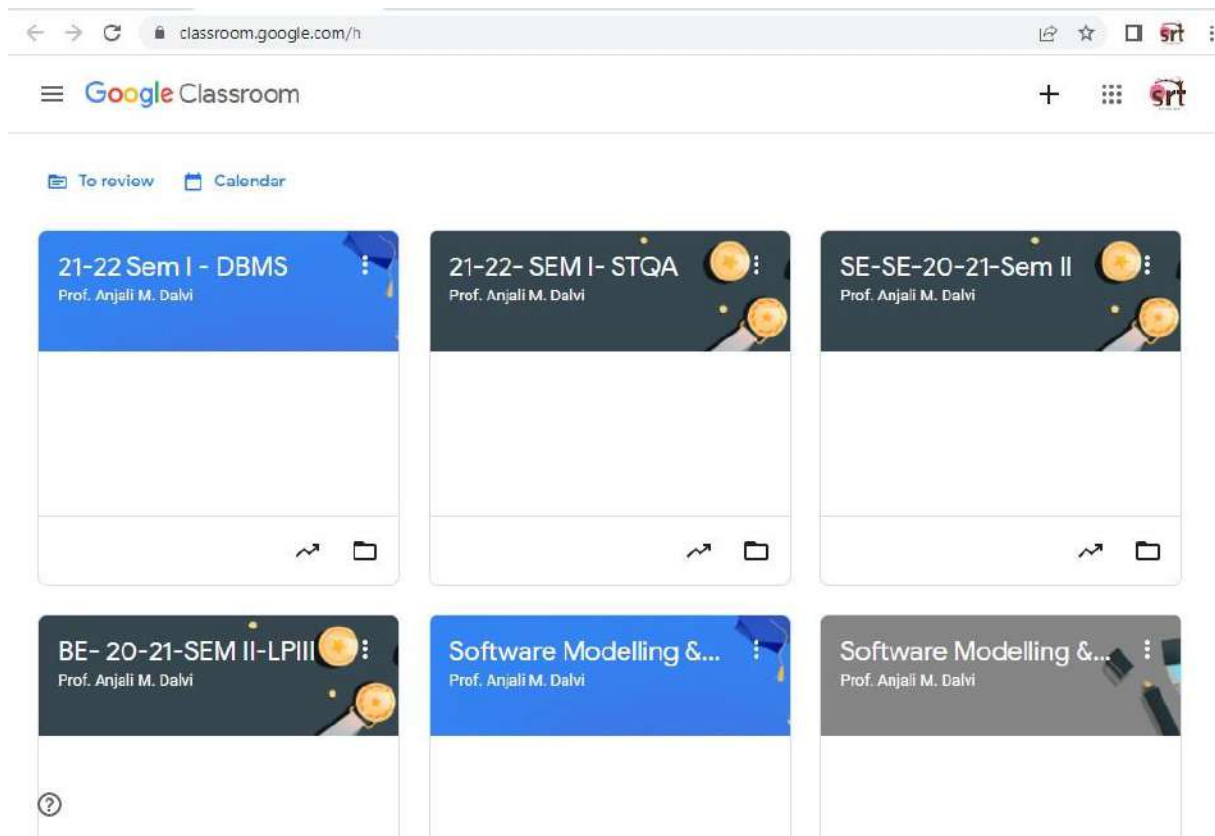 classroom.google.com/h
srt
Google Classroom
srt
To review
Calendar
21-22 Sem I - DBMS
Prof. Anjali M. Dalvi
21-22- SEM I- STQA
Prof. Anjali M. Dalvi
SE-SE-20-21-Sem II
Prof. Anjali M. Dalvi
BE- 20-21-SEM II-LPIII
Prof. Anjali M. Dalvi
Software Modelling &...
Prof. Anjali M. Dalvi
Software Modelling &...
Prof. Anjali M. Dalvi